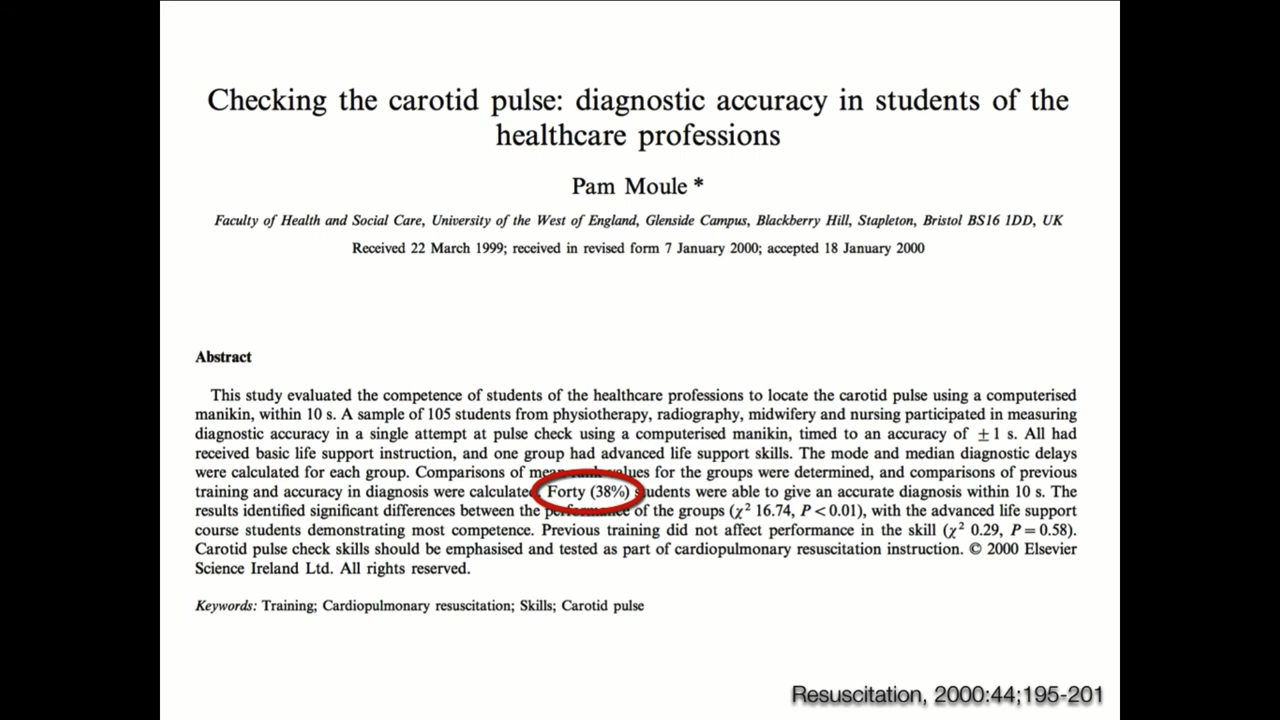 Checking the carotid pulse: diagnostic accuracy in students of the
healthcare professions
Pam Moule *
Faculty of Health and Social Care, University of the West of England, Glenside Campus, Blackberry Hill, Stapleton, Bristol BS16 1DD, UK
Received 22 March 1999; received in revised form 7 January 2000; accepted 18 January 2000
Abstract
This study evaluated the competence of students of the healthcare professions to locate the carotid pulse using a computerised
manikin, within 10 s. A sample of 105 students from physiotherapy, radiography, midwifery and nursing participated in measuring
diagnostic accuracy in a single attempt at pulse check using a computerised manikin, timed to an accuracy of ±1 s. All had
received basic life support instruction, and one group had advanced life support skills. The mode and median diagnostic delays
were calculated for each group. Comparisons of values for the groups were determined, and comparisons of previous
training and accuracy in diagnosis were calculated Forty (38%) students were able to give an accurate diagnosis within 10 s. The
results identified significant differences between the performance of the groups (χ² 16.74, P < 0.01), with the advanced life support
course students demonstrating most competence. Previous training did not affect performance in the skill (χ² 0.29, P = 0.58).
Carotid pulse check skills should be emphasised and tested as part of cardiopulmonary resuscitation instruction. © 2000 Elsevier
Science Ireland Ltd. All rights reserved.
Keywords: Training; Cardiopulmonary resuscitation; Skills; Carotid pulse
Resuscitation, 2000:44;195-201